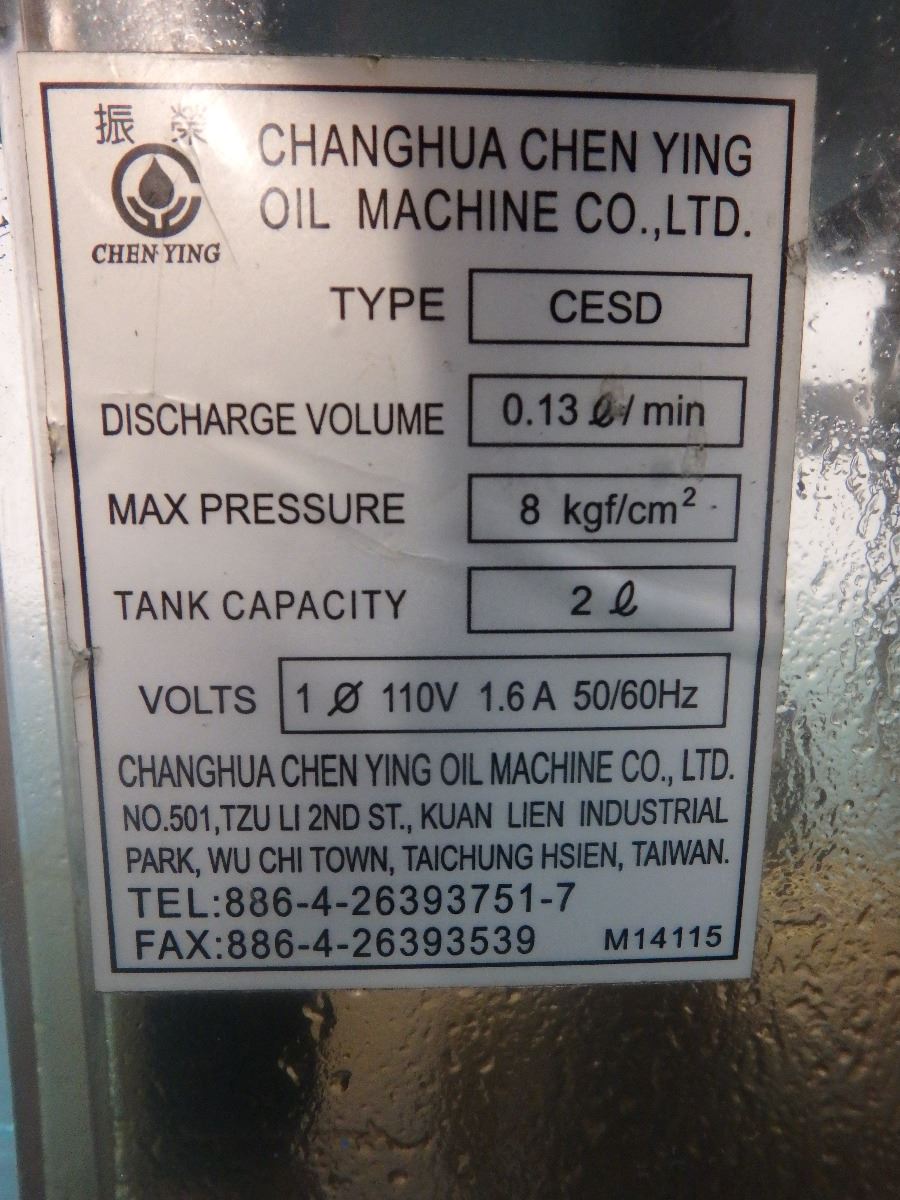 振 榮
CHEN YING
CHANGHUA CHEN YING
OIL MACHINE CO.,LTD.
TYPE CESD
DISCHARGE VOLUME 0.13 ℓ/ min
MAX PRESSURE 8 kgf/cm²
TANK CAPACITY 2 ℓ
VOLTS 1 Ø 110V 1.6 A 50/60Hz
CHANGHUA CHEN YING OIL MACHINE CO., LTD.
NO.501,TZU LI 2ND ST., KUAN LIEN INDUSTRIAL
PARK, WU CHI TOWN, TAICHUNG HSIEN, TAIWAN.
TEL:886-4-26393751-7
FAX:886-4-26393539 M14115